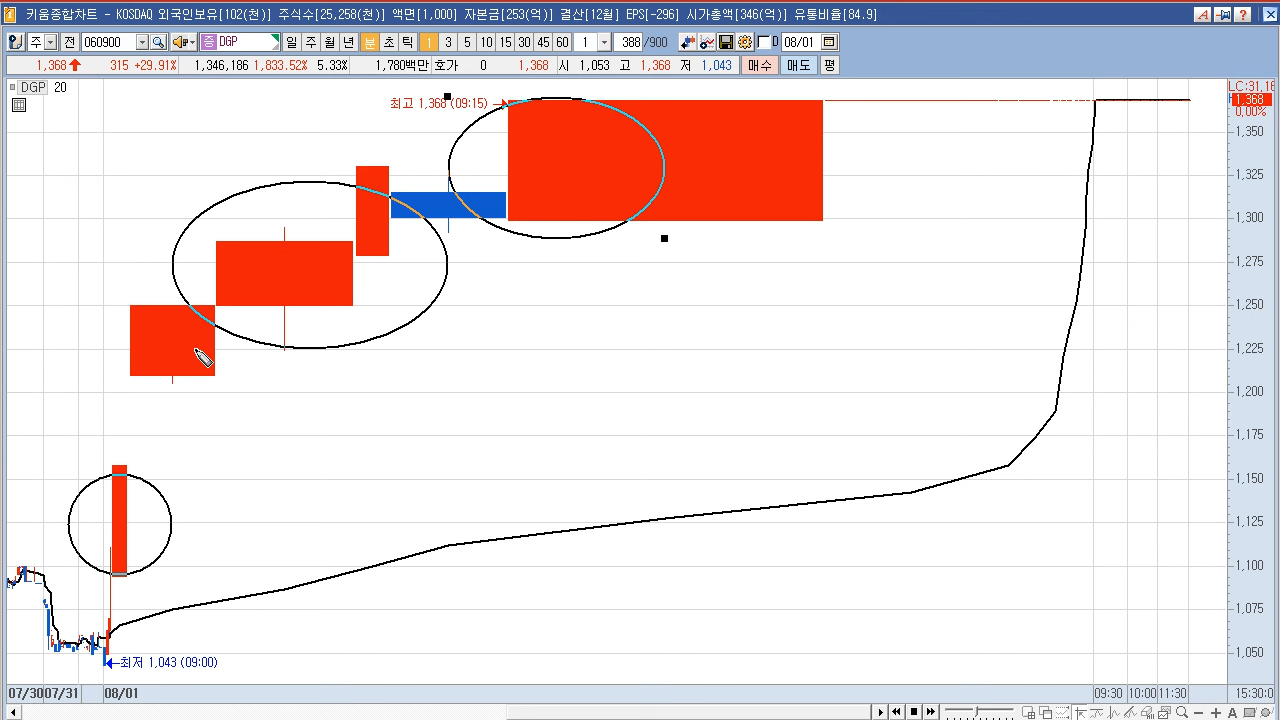 키움종합차트 - KOSDAQ 외국인보유[102(천)] 주식수[25,258(천)] 액면[1,000] 자본금[253(억)] 결산[12월] EPS[-296] 시가총액[346(억)] 유통비율[84.9]
주 전 060900 증 DGP 일 주 월 년 분 초 틱 1 3 5 10 15 30 45 60 1 388 /900 D 08/01
1,368 315 +29.91% 1,346,186 1,833.52% 5.33% 1,780백만 호가 0 1,368 시 1,053 고 1,368 저 1,043 매수 매도 평
DGP 20
LC:31,16
최고 1,368 (09:15)
1,368
0,00%
1,350
1,325
1,300
1,275
1,250
1,225
1,200
1,175
1,150
1,125
1,100
1,075
1,050
최저 1,043 (09:00)
07/30 07/31 08/01 09:30 10:00 11:30 15:30:0